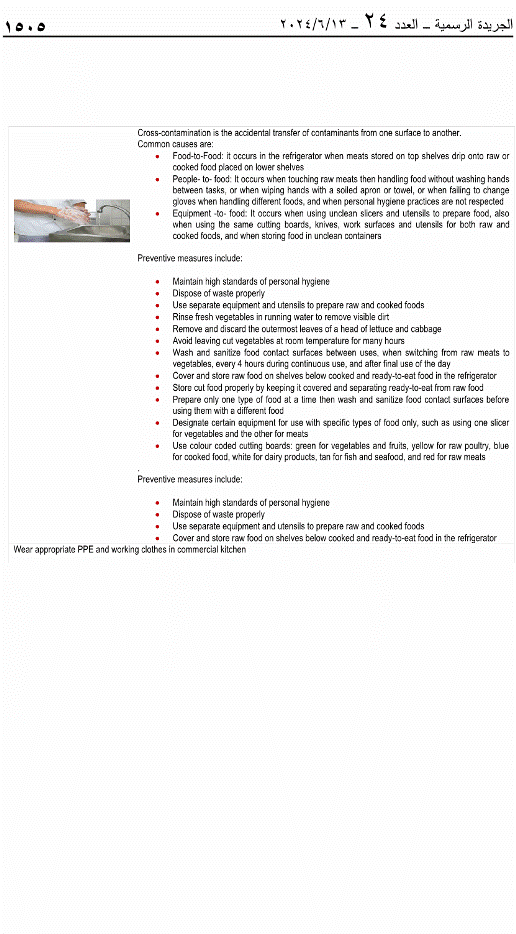 ١٥٠٥ الجريدة الرسمية ــ العدد ٢٤ ــ ٢٠٢٤/٦/١٣
Cross-contamination is the accidental transfer of contaminants from one surface to another.
Common causes are:
• Food-to-Food: it occurs in the refrigerator when meats stored on top shelves drip onto raw or
cooked food placed on lower shelves
• People- to- food: It occurs when touching raw meats then handling food without washing hands
between tasks, or when wiping hands with a soiled apron or towel, or when failing to change
gloves when handling different foods, and when personal hygiene practices are not respected
• Equipment -to- food: It occurs when using unclean slicers and utensils to prepare food, also
when using the same cutting boards, knives, work surfaces and utensils for both raw and
cooked foods, and when storing food in unclean containers
Preventive measures include:
• Maintain high standards of personal hygiene
• Dispose of waste properly
• Use separate equipment and utensils to prepare raw and cooked foods
• Rinse fresh vegetables in running water to remove visible dirt
• Remove and discard the outermost leaves of a head of lettuce and cabbage
• Avoid leaving cut vegetables at room temperature for many hours
• Wash and sanitize food contact surfaces between uses, when switching from raw meats to
vegetables, every 4 hours during continuous use, and after final use of the day
• Cover and store raw food on shelves below cooked and ready-to-eat food in the refrigerator
• Store cut food properly by keeping it covered and separating ready-to-eat from raw food
• Prepare only one type of food at a time then wash and sanitize food contact surfaces before
using them with a different food
• Designate certain equipment for use with specific types of food only, such as using one slicer
for vegetables and the other for meats
• Use colour coded cutting boards: green for vegetables and fruits, yellow for raw poultry, blue
for cooked food, white for dairy products, tan for fish and seafood, and red for raw meats
.
Preventive measures include:
• Maintain high standards of personal hygiene
• Dispose of waste properly
• Use separate equipment and utensils to prepare raw and cooked foods
• Cover and store raw food on shelves below cooked and ready-to-eat food in the refrigerator
Wear appropriate PPE and working clothes in commercial kitchen